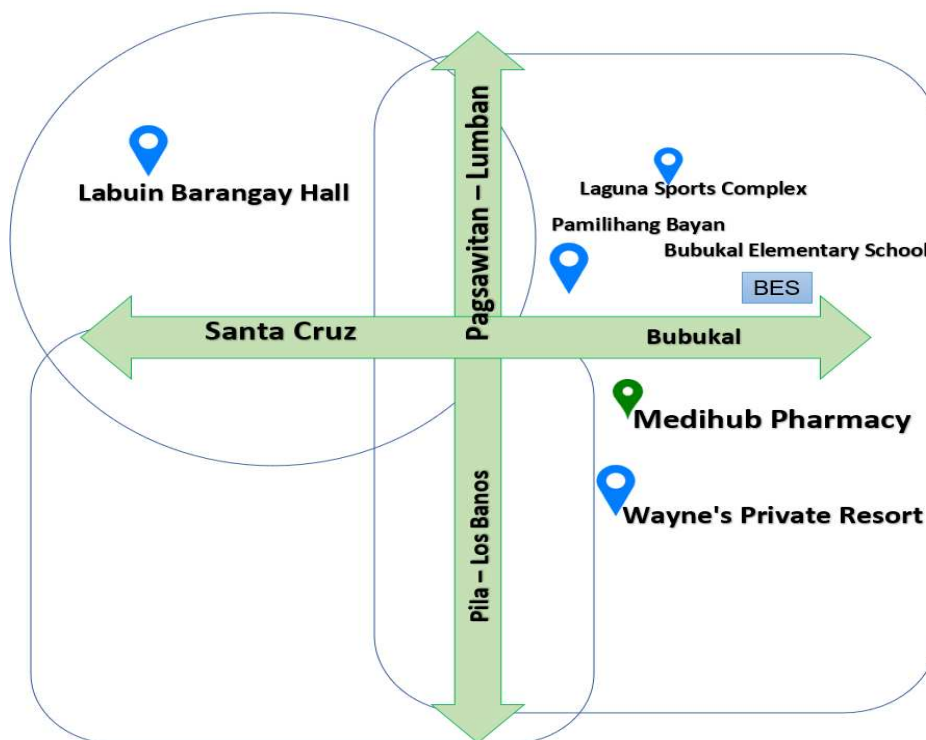 Pagsawitan – Lumban
Labuin Barangay Hall
Laguna Sports Complex
Pamilihang Bayan
Bubukal Elementary School
BES
Santa Cruz
Bubukal
Medihub Pharmacy
Wayne's Private Resort
Pila – Los Banos